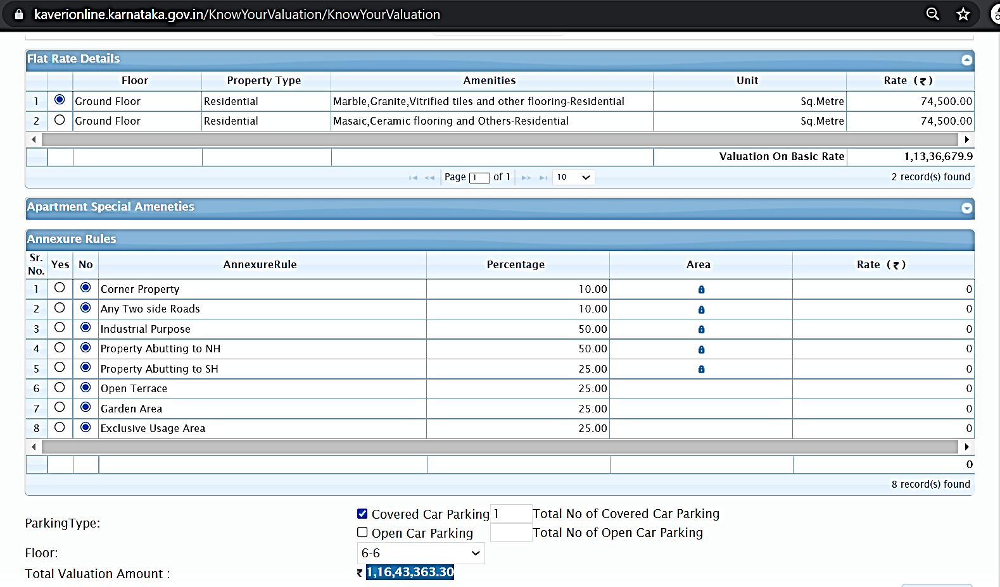 kaverionline.karnataka.gov.in/KnowYourValuation/KnowYourValuation
Flat Rate Details
Floor Property Type Amenities Unit Rate (₹)
1 Ground Floor Residential Marble,Granite,Vitrified tiles and other flooring-Residential Sq.Metre 74,500.00
2 Ground Floor Residential Masaic,Ceramic flooring and Others-Residential Sq.Metre 74,500.00
Valuation On Basic Rate 1,13,36,679.9
Page 1 of 1 10 2 record(s) found
Apartment Special Ameneties
Annexure Rules
Sr. No. Yes No AnnexureRule Percentage Area Rate (₹)
1 Corner Property 10.00 0
2 Any Two side Roads 10.00 0
3 Industrial Purpose 50.00 0
4 Property Abutting to NH 50.00 0
5 Property Abutting to SH 25.00 0
6 Open Terrace 25.00 0
7 Garden Area 25.00 0
8 Exclusive Usage Area 25.00 0
0
8 record(s) found
ParkingType: Covered Car Parking 1 Total No of Covered Car Parking
Open Car Parking Total No of Open Car Parking
Floor: 6-6
Total Valuation Amount : ₹ 1,16,43,363.30